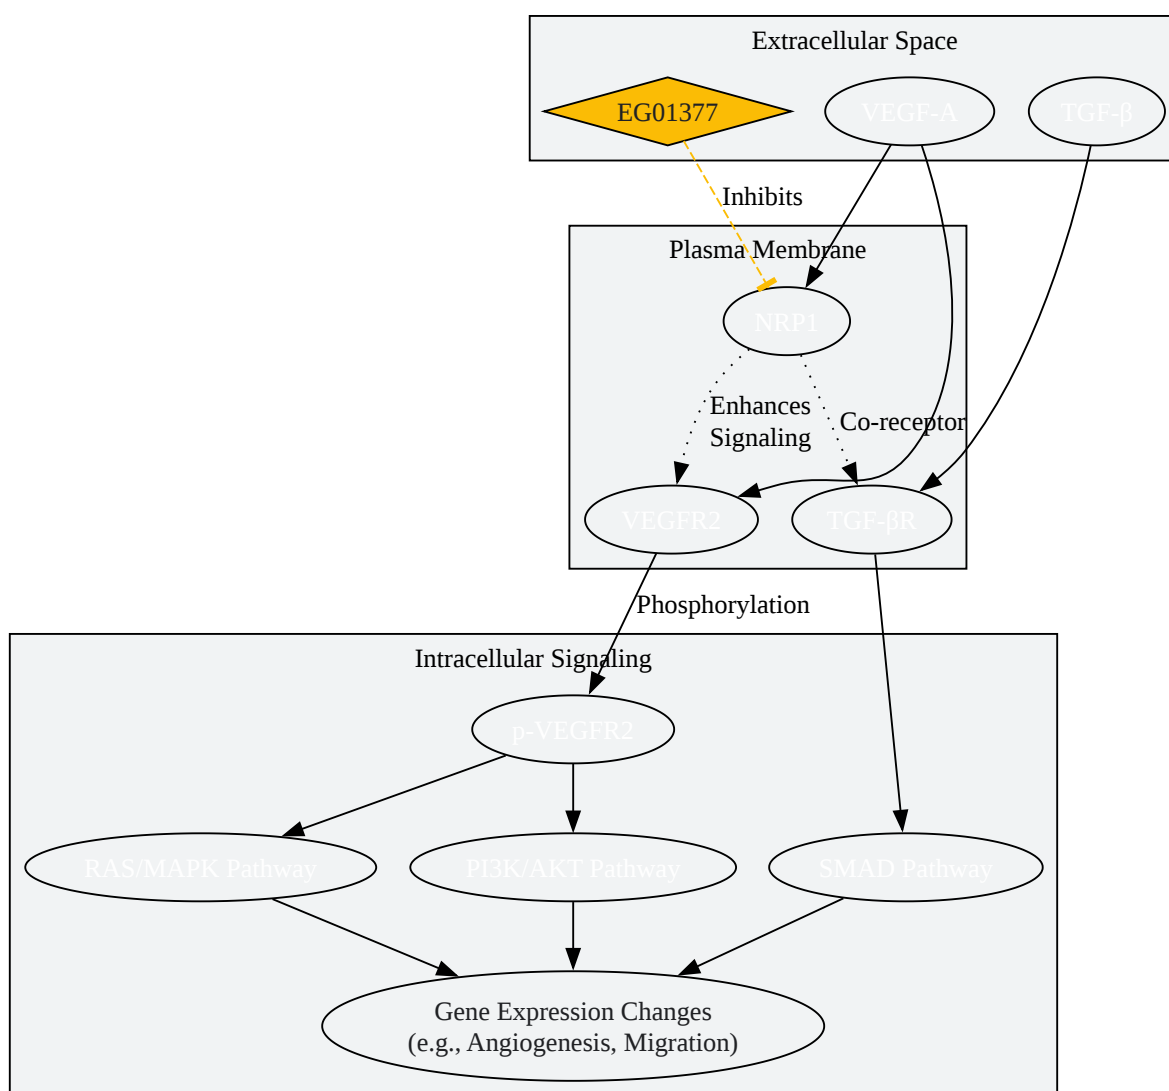 Extracellular Space
EG01377
VEGF-A
TGF-β
Inhibits
Plasma Membrane
NRP1
Enhances
Signaling
Co-receptor
VEGFR2
TGF-βR
Phosphorylation
Intracellular Signaling
p-VEGFR2
RAS/MAPK Pathway
PI3K/AKT Pathway
SMAD Pathway
Gene Expression Changes
(e.g., Angiogenesis, Migration)